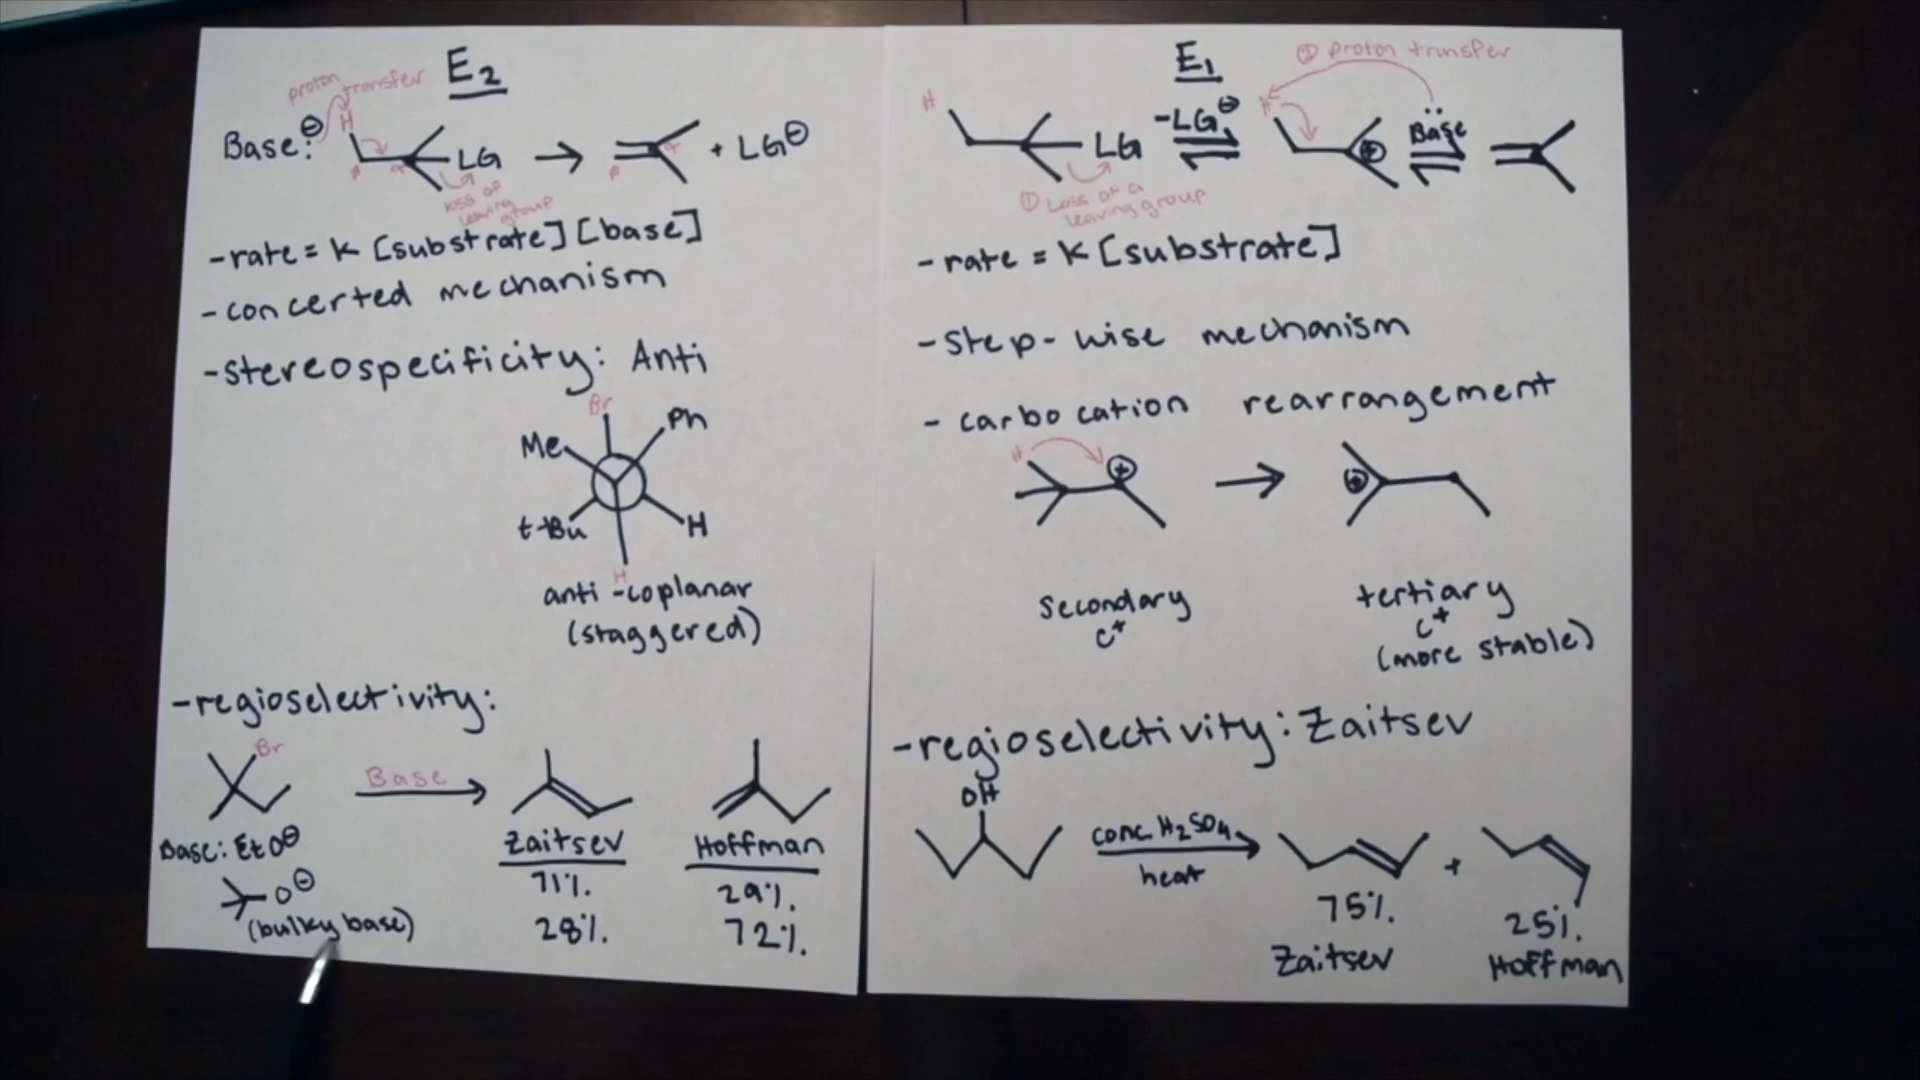 E2
proton transfer
H
Base:⊖
LG → + LG⊖
β α
β α
loss of leaving group
-rate = k [substrate][base]
-concerted mechanism
-stereospecificity: Anti
Br
Me Ph
t-Bu H
H
anti-coplanar
(staggered)
-regioselectivity:
Br
Base
Base: EtO⊖
O⊖
(bulky base)
Zaitsev Hoffman
71%. 29%.
28%. 72%.
E1
② proton transfer
H
LG
-LG⊖
H
⊕
Base
① Loss of a leaving group
-rate = k [substrate]
-step-wise mechanism
- carbocation rearrangement
H ⊕ → ⊕
secondary
c+
tertiary
c+
(more stable)
-regioselectivity: Zaitsev
OH
conc H2SO4
heat
+
75%. 25%.
Zaitsev Hoffman